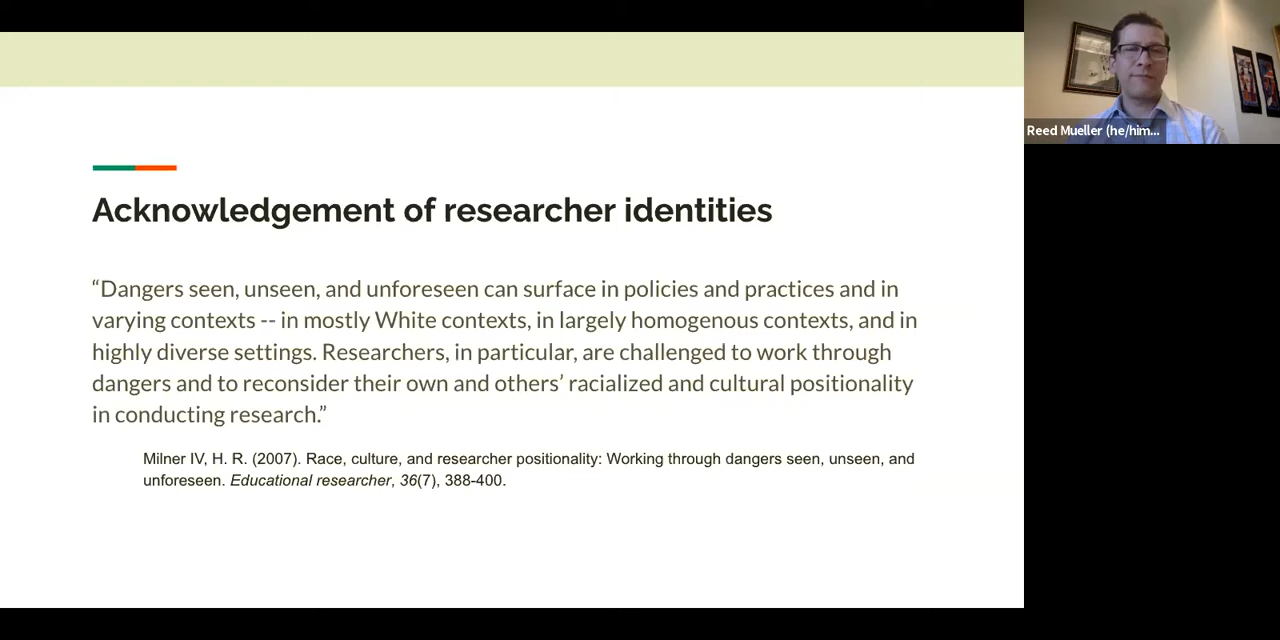 Acknowledgement of researcher identities
“Dangers seen, unseen, and unforeseen can surface in policies and practices and in
varying contexts -- in mostly White contexts, in largely homogenous contexts, and in
highly diverse settings. Researchers, in particular, are challenged to work through
dangers and to reconsider their own and others’ racialized and cultural positionality
in conducting research.”
Milner IV, H. R. (2007). Race, culture, and researcher positionality: Working through dangers seen, unseen, and
unforeseen. Educational researcher, 36(7), 388-400.
Reed Mueller (he/him...